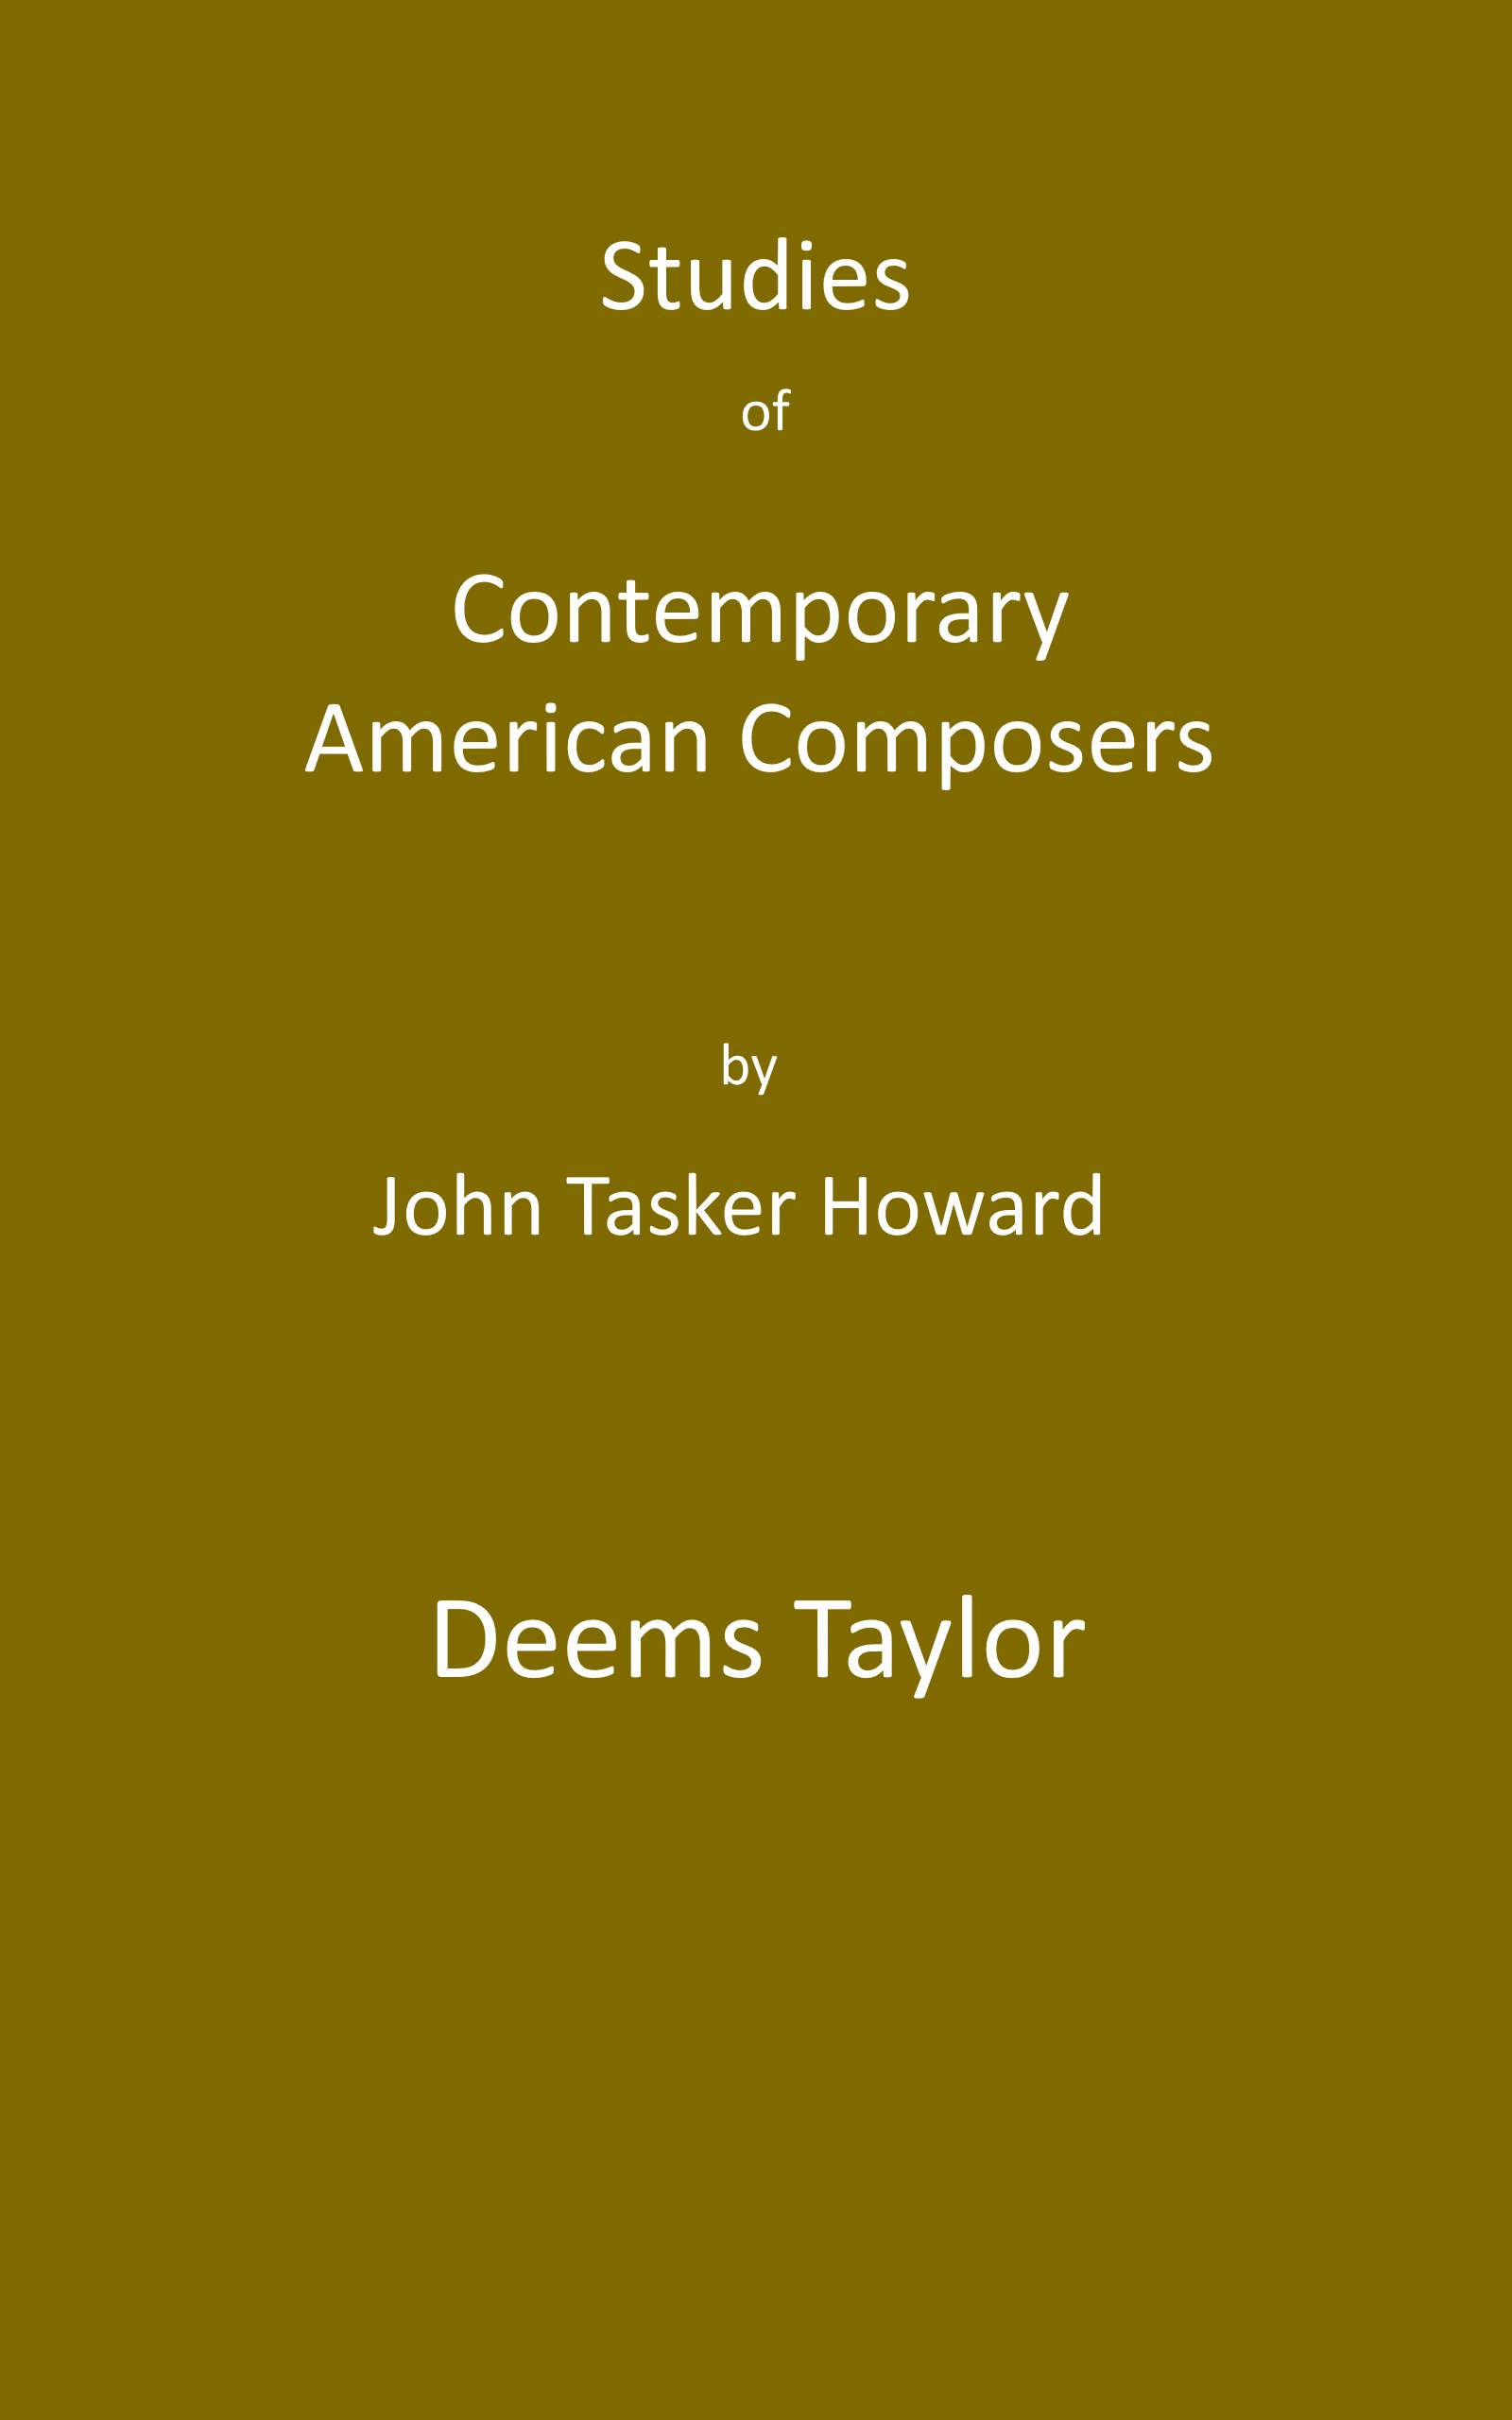 Studies
of
Contemporary
American Composers
by
John Tasker Howard
Deems Taylor